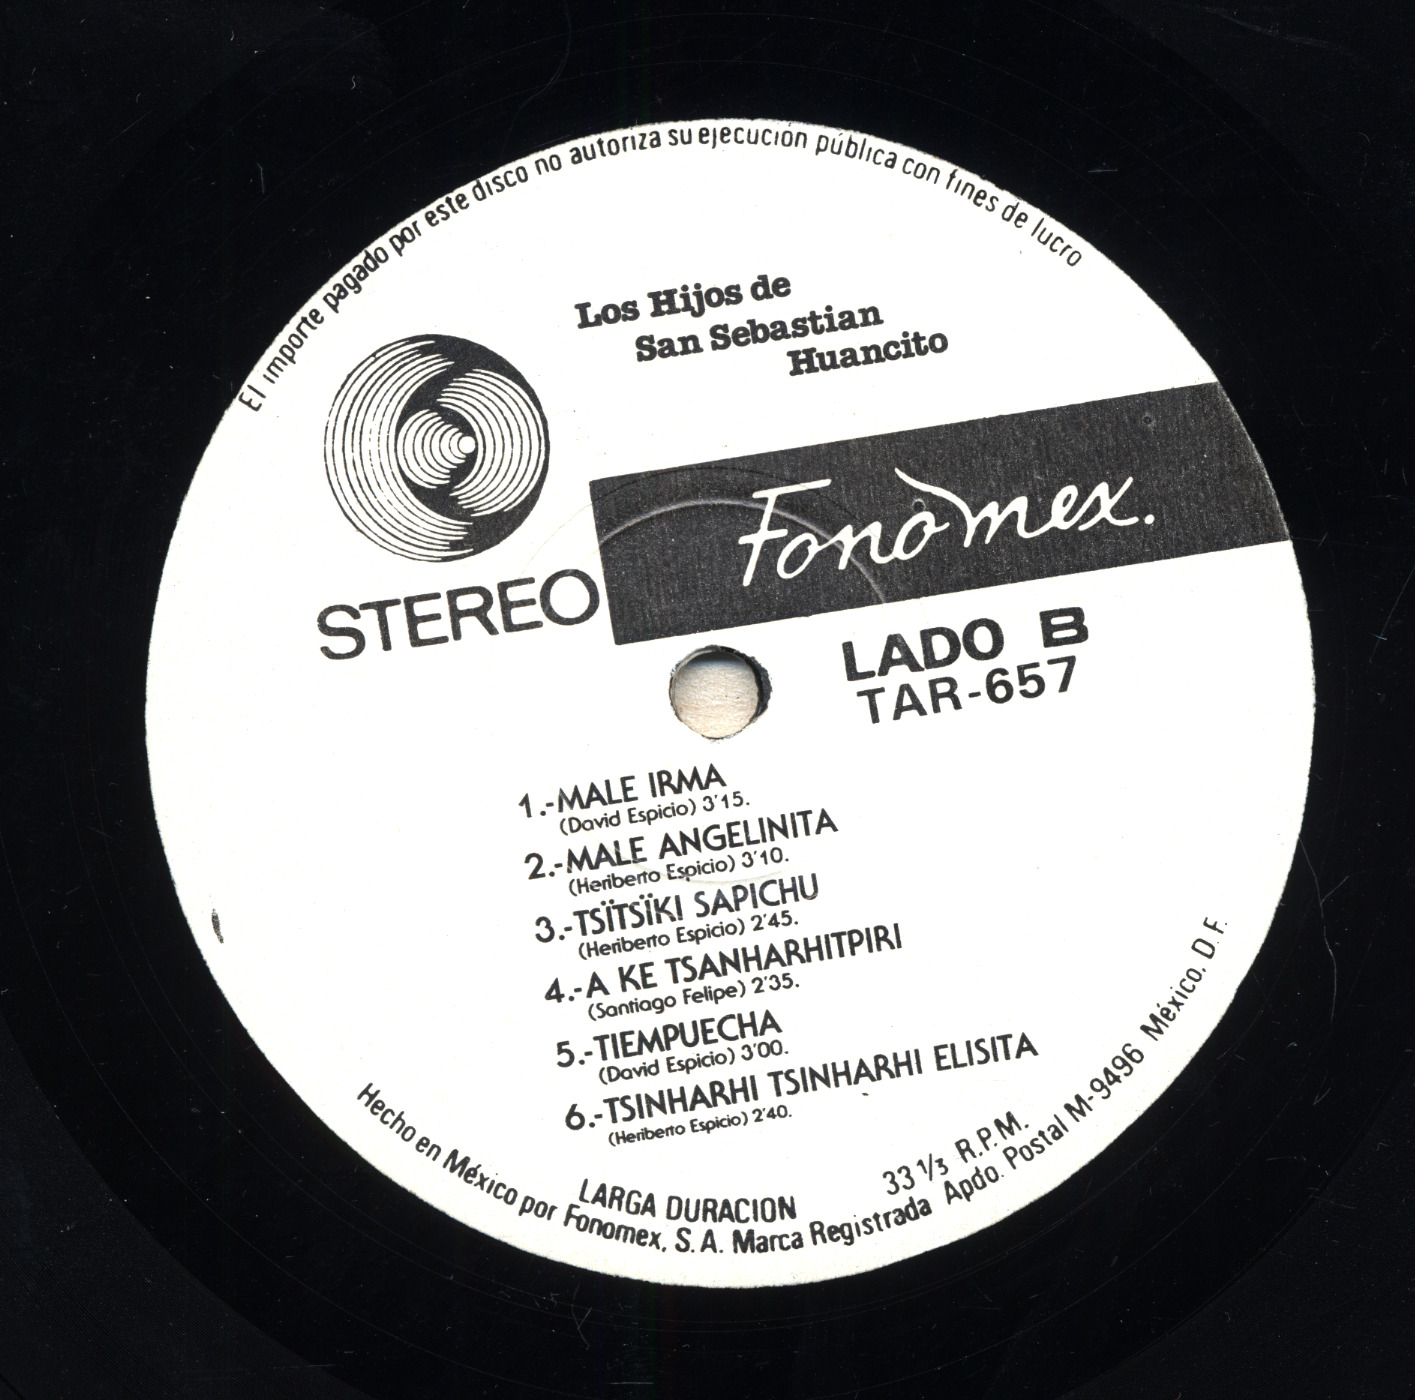 El importe pagado por este disco no autoriza su ejecución pública con fines de lucro
Los Hijos de
San Sebastian
Huancito
Fonomex.
STEREO
LADO B
TAR-657
1.-MALE IRMA
(David Espicio) 3'15.
2.-MALE ANGELINITA
(Heriberto Espicio) 3'10.
3.-TSÏTSÏKI SAPICHU
(Heriberto Espicio) 2'45.
4.-A KE TSANHARHITPIRI
(Santiago Felipe) 2'35.
5.-TIEMPUECHA
(David Espicio) 3'00.
6.-TSINHARHI TSINHARHI ELISITA
(Heriberto Espicio) 2'40.
LARGA DURACION
33 1/3 R.P.M.
Hecho en México por Fonomex, S.A. Marca Registrada Apdo. Postal M-9496 México, D.F.